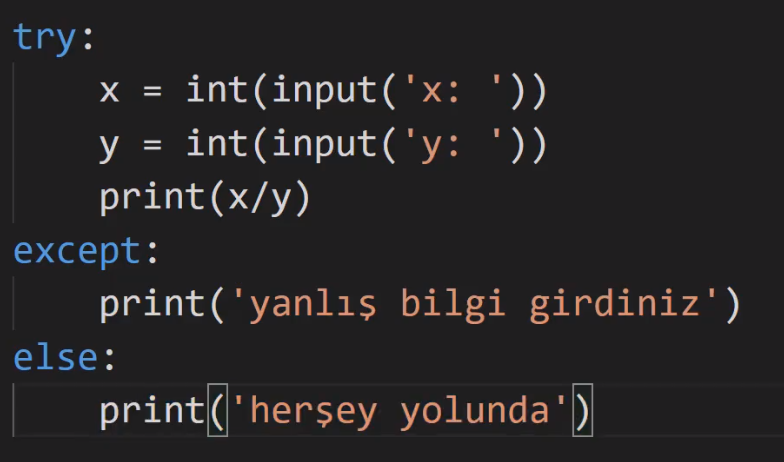 try:
    x = int(input('x: '))
    y = int(input('y: '))
    print(x/y)
except:
    print('yanlış bilgi girdiniz')
else:
    print('herşey yolunda')